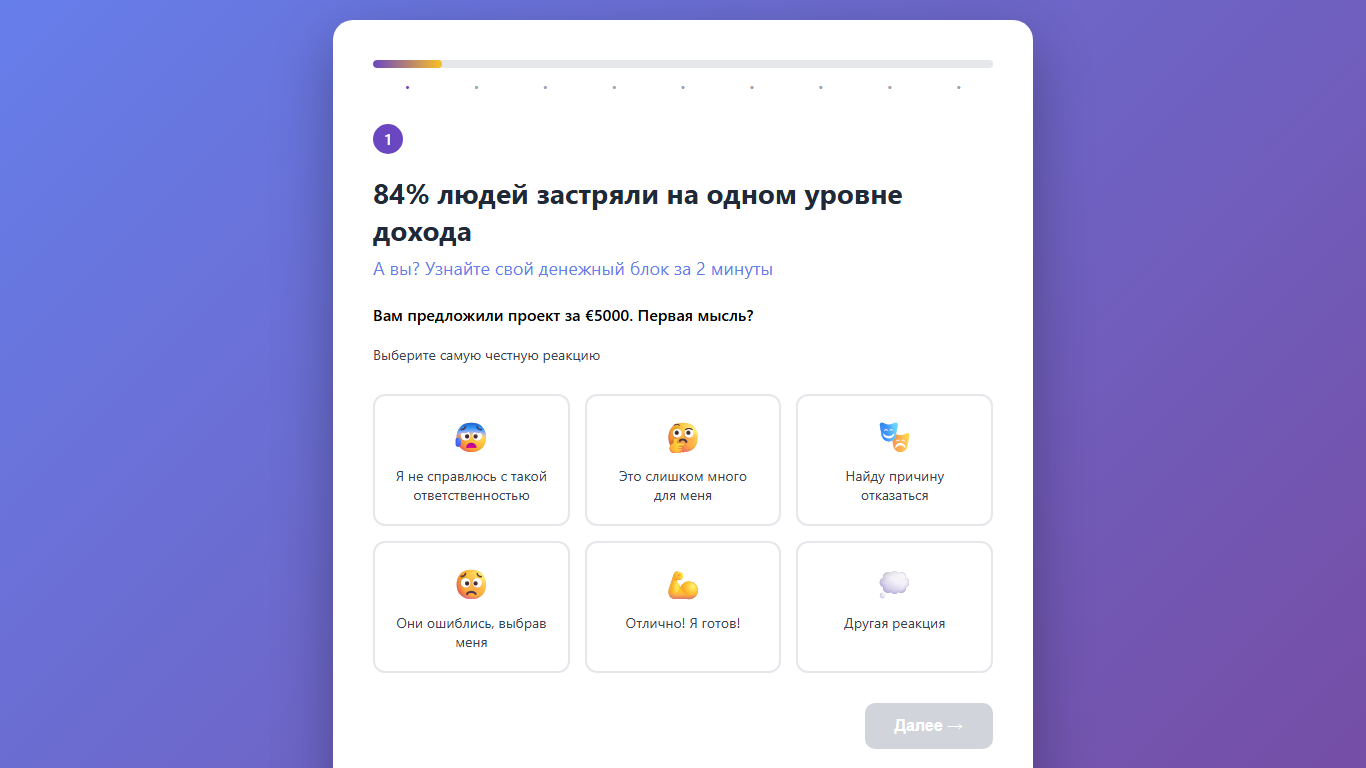 1
84% людей застряли на одном уровне
дохода
А вы? Узнайте свой денежный блок за 2 минуты
Вам предложили проект за €5000. Первая мысль?
Выберите самую честную реакцию
Я не справлюсь с такой
ответственностью
Это слишком много
для меня
Найду причину
отказаться
Они ошиблись, выбрав
меня
Отлично! Я готов!
Другая реакция
Далее →